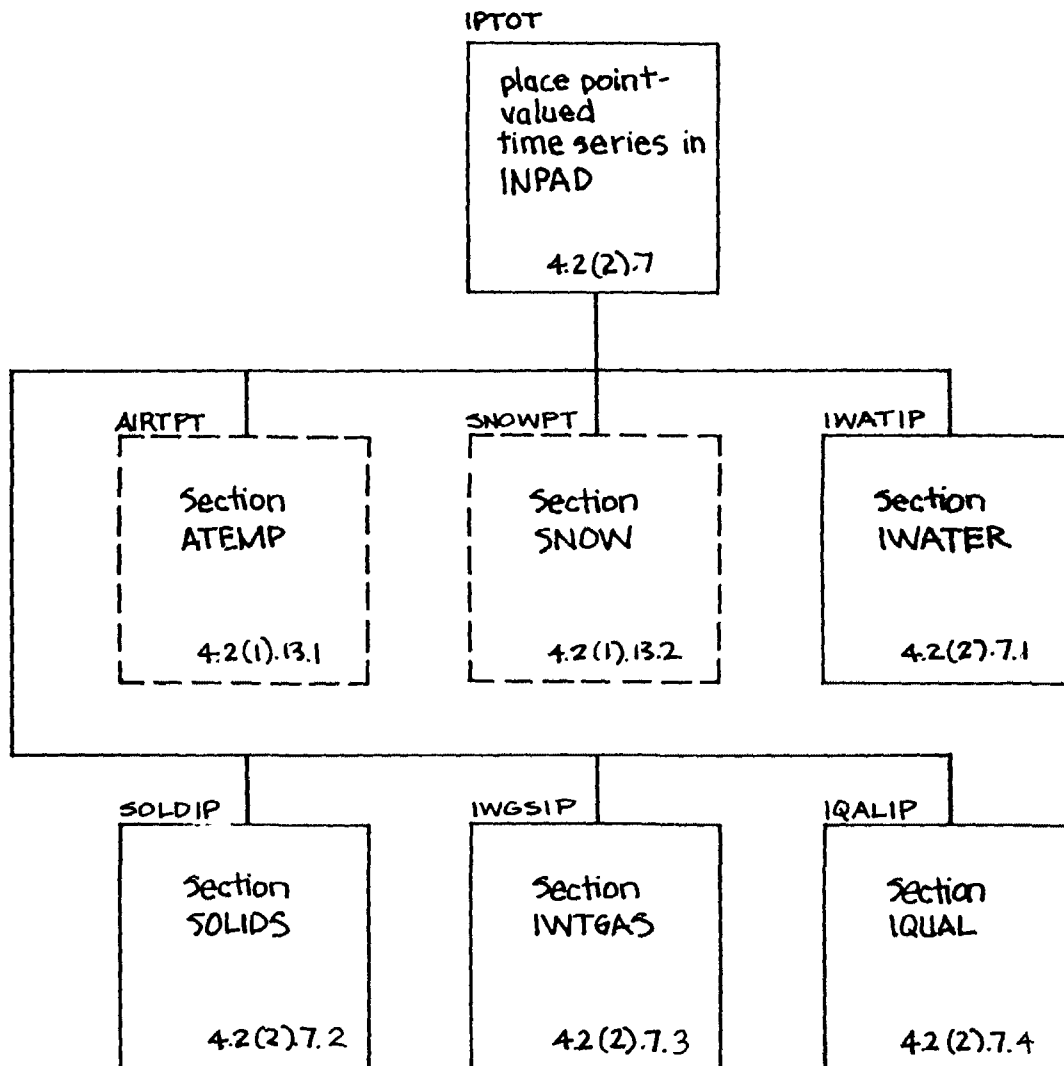 IPTOT
place point-
valued
time series in
INPAD
4.2(2).7
AIRTPT
Section
ATEMP
4.2(1).13.1
SNOWPT
Section
SNOW
4.2(1).13.2
IWATIP
Section
IWATER
4.2(2).7.1
SOLDIP
Section
SOLIDS
4.2(2).7.2
IWGSIP
Section
IWTGAS
4.2(2).7.3
IQALIP
Section
IQUAL
4.2(2).7.4